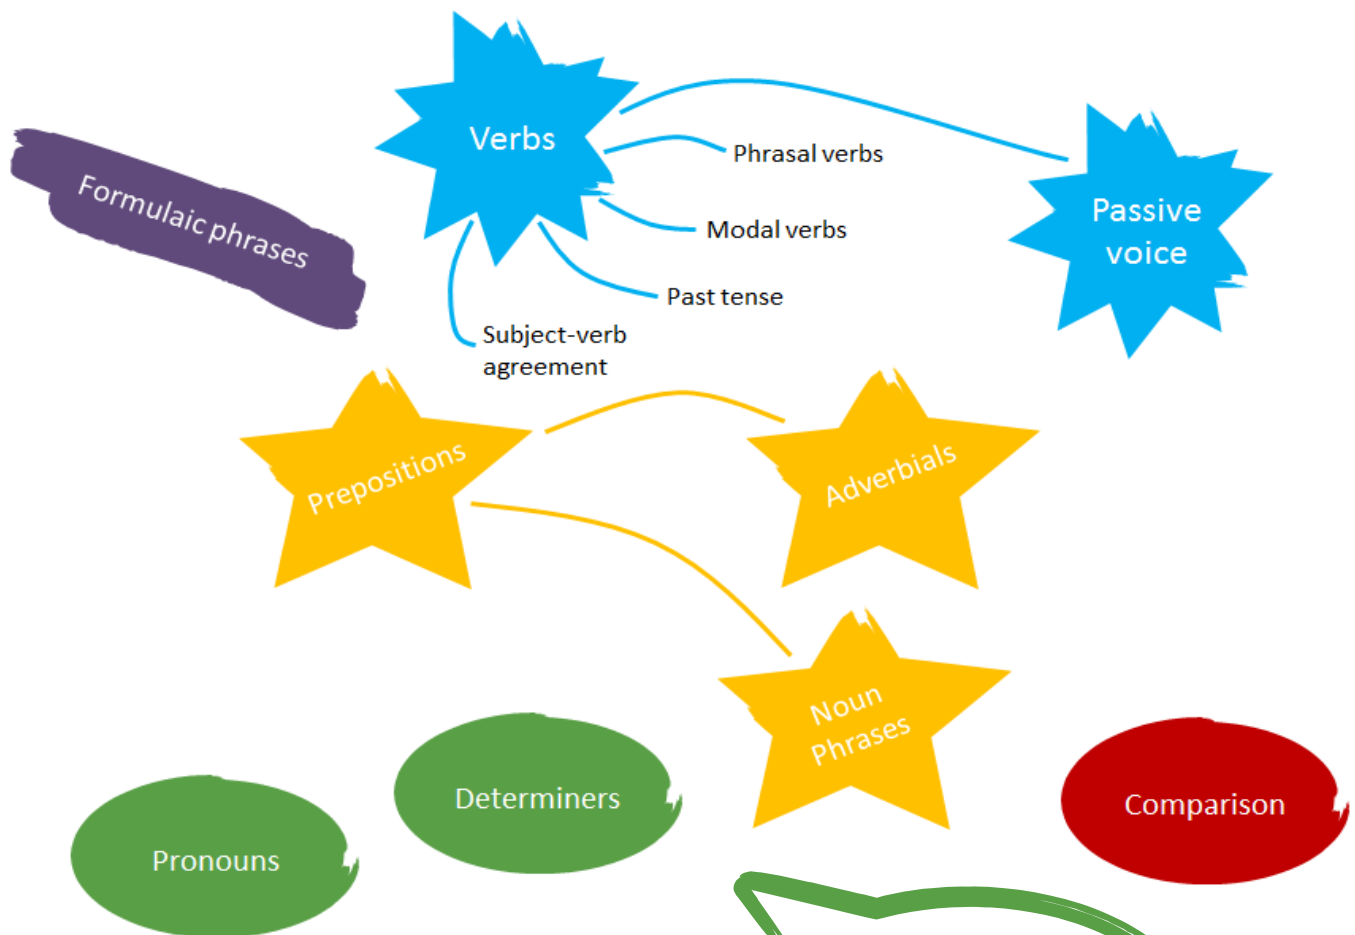 Verbs
Phrasal verbs
Formulaic phrases
Passive
voice
Modal verbs
Past tense
Subject-verb
agreement
Prepositions
Adverbials
Noun
Phrases
Determiners
Comparison
Pronouns